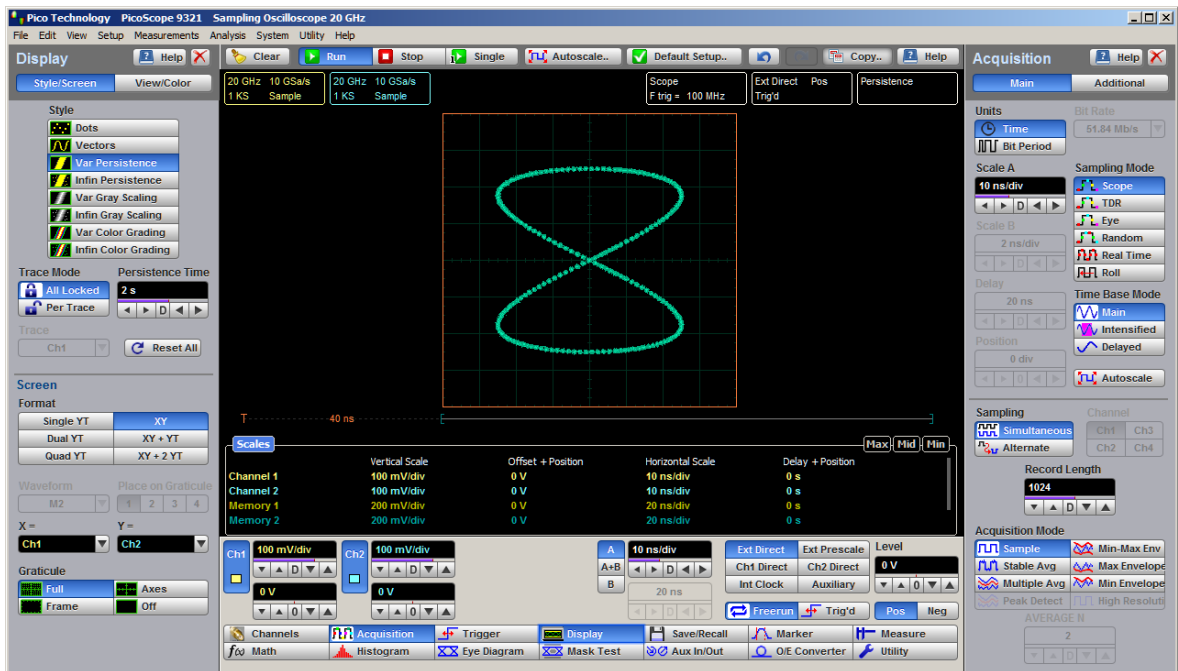 Pico Technology PicoScope 9321 Sampling Oscilloscope 20 GHz
File Edit View Setup Measurements Analysis System Utility Help
Display ? Help
Style/Screen View/Color
Style
Dots
Vectors
Var Persistence
Infin Persistence
Var Gray Scaling
Infin Gray Scaling
Var Color Grading
Infin Color Grading
Trace Mode Persistence Time
All Locked 2 s
Per Trace D
Trace
Ch1 Reset All
Screen
Format
Single YT XY
Dual YT XY + YT
Quad YT XY + 2 YT
Waveform Place on Graticule
M2 1 2 3 4
X = Y =
Ch1 Ch2
Graticule
Full Axes
Frame Off
Clear Run Stop Single Autoscale.. Default Setup.. Copy.. ? Help
20 GHz 10 GSa/s
1 KS Sample
20 GHz 10 GSa/s
1 KS Sample
Scope
F trig = 100 MHz
Ext Direct Pos
Trig'd
Persistence
T 40 ns
Scales Max Mid Min
Vertical Scale Offset + Position Horizontal Scale Delay + Position
Channel 1 100 mV/div 0 V 10 ns/div 0 s
Channel 2 100 mV/div 0 V 10 ns/div 0 s
Memory 1 200 mV/div 0 V 20 ns/div 0 s
Memory 2 200 mV/div 0 V 20 ns/div 0 s
Ch1 100 mV/div Ch2 100 mV/div
D D
0 V 0 V
0 0
A 10 ns/div
A+B D
B 20 ns
D
Ext Direct Ext Prescale Level
Ch1 Direct Ch2 Direct 0 V
Int Clock Auxiliary 0
Freerun Trig'd Pos Neg
Channels Acquisition Trigger Display Save/Recall Marker Measure
f(x) Math Histogram Eye Diagram Mask Test Aux In/Out O/E Converter Utility
Acquisition ? Help
Main Additional
Units Bit Rate
Time 51.84 Mb/s
Bit Period
Scale A Sampling Mode
10 ns/div Scope
D TDR
Scale B Eye
2 ns/div Random
D Real Time
Delay Roll
20 ns Time Base Mode
D Main
Position Intensified
0 div Delayed
0 Autoscale
Sampling Channel
Simultaneous Ch1 Ch3
Alternate Ch2 Ch4
Record Length
1024
D
Acquisition Mode
Sample Min-Max Env
Stable Avg Max Envelope
Multiple Avg Min Envelope
Peak Detect High Resoluti
AVERAGE N
2
D